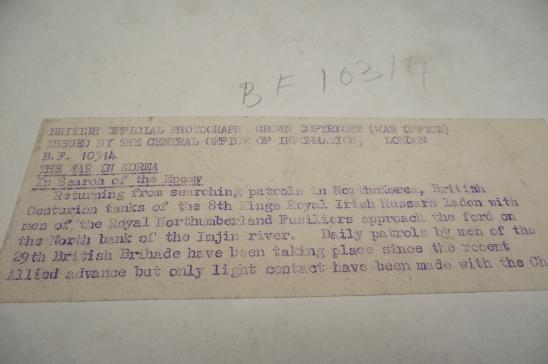 BF10314
BRITISH OFFICIAL PHOTOGRAPH CROWN COPYRIGHT (WAR OFFICE)
ISSUED BY THE CENTRAL OFFICE OF INFORMATION, LONDON
B.F. 10314
THE WAR IN KOREA
In Search of the Enemy
Returning from searching patrols in NorthnKorea, British
Centurion tanks of the 8th Kings Royal Irish Hussars laden with
men of, the Royal Northumberland Fusiliers approach the ford on
the North bank of the Imjin river. Daily patrols by men of the
29th British Brihade have been taking place since the recent
Allied advance but only light contact have been made with the Ch